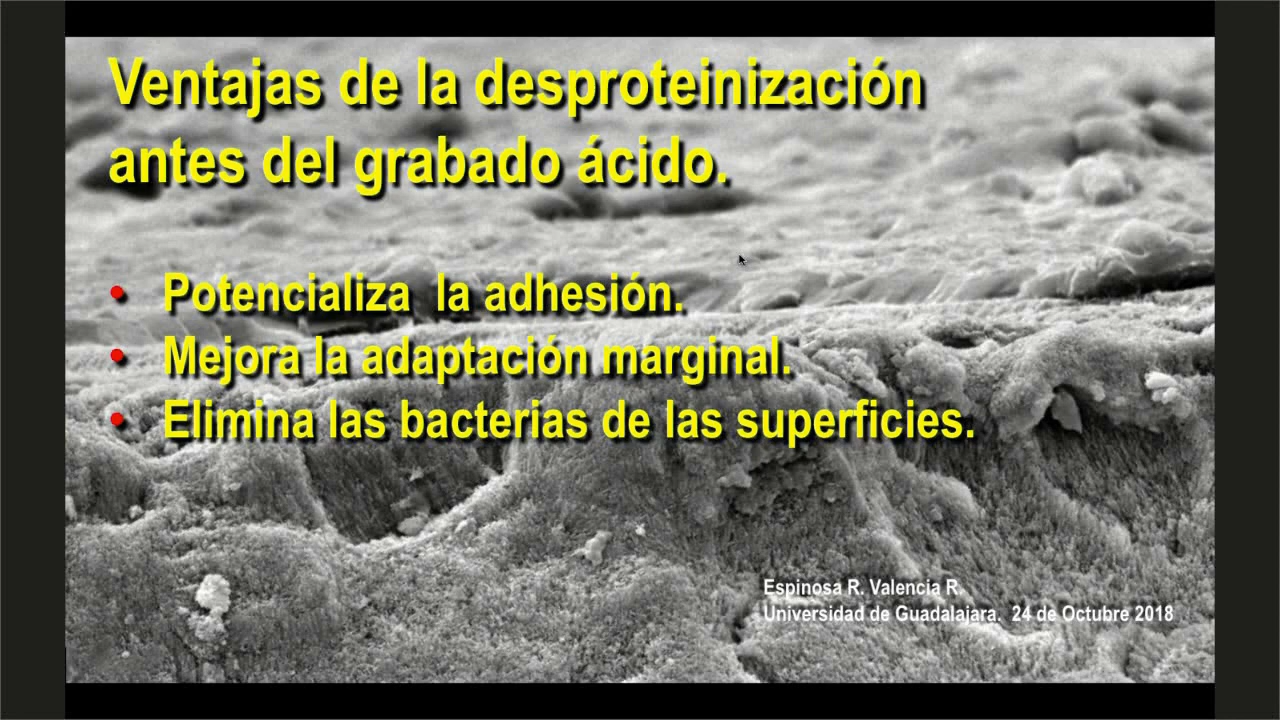 Ventajas de la desproteinización
antes del grabado ácido.
• Potencializa la adhesión.
• Mejora la adaptación marginal.
• Elimina las bacterias de las superficies.
Espinosa R. Valencia R.
Universidad de Guadalajara. 24 de Octubre 2018